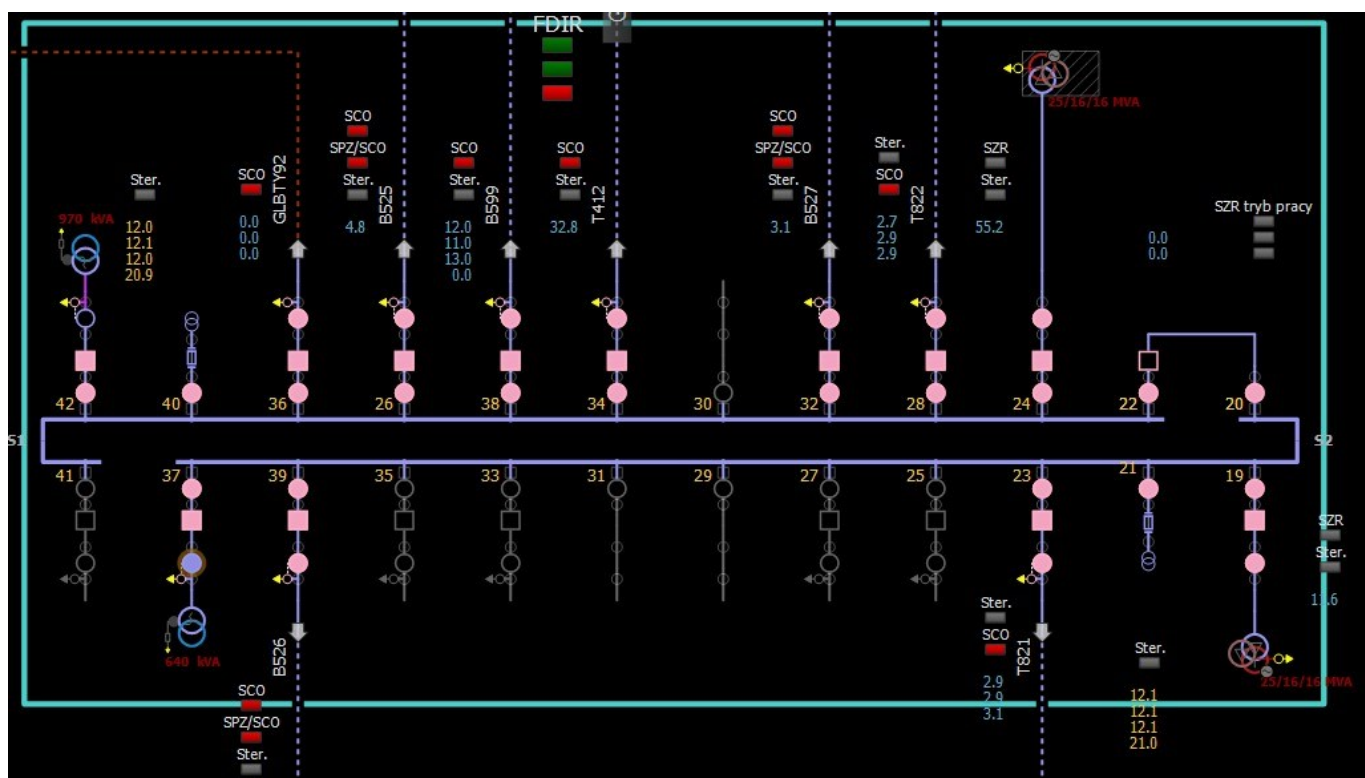 FDIR
25/16/16 MVA
SCO
SPZ/SCO
Ster.
4.8
B525
SCO
Ster.
12.0
11.0
13.0
0.0
B599
SCO
Ster.
32.8
T412
SCO
SPZ/SCO
Ster.
3.1
B527
Ster.
SCO
2.7
2.9
2.9
T822
SZR
Ster.
55.2
970 kVA
Ster.
12.0
12.1
12.0
20.9
SCO
0.0
0.0
0.0
GLBTY92
SZR tryb pracy
0.0
0.0
42
40
36
26
38
34
30
32
28
24
22
20
S1
S2
41
37
39
35
33
31
29
27
25
23
21
19
SZR
Ster.
640 kVA
B526
SCO
SPZ/SCO
Ster.
Ster.
SCO
2.9
2.9
3.1
T821
Ster.
12.1
12.1
12.1
21.0
25/16/16 MVA